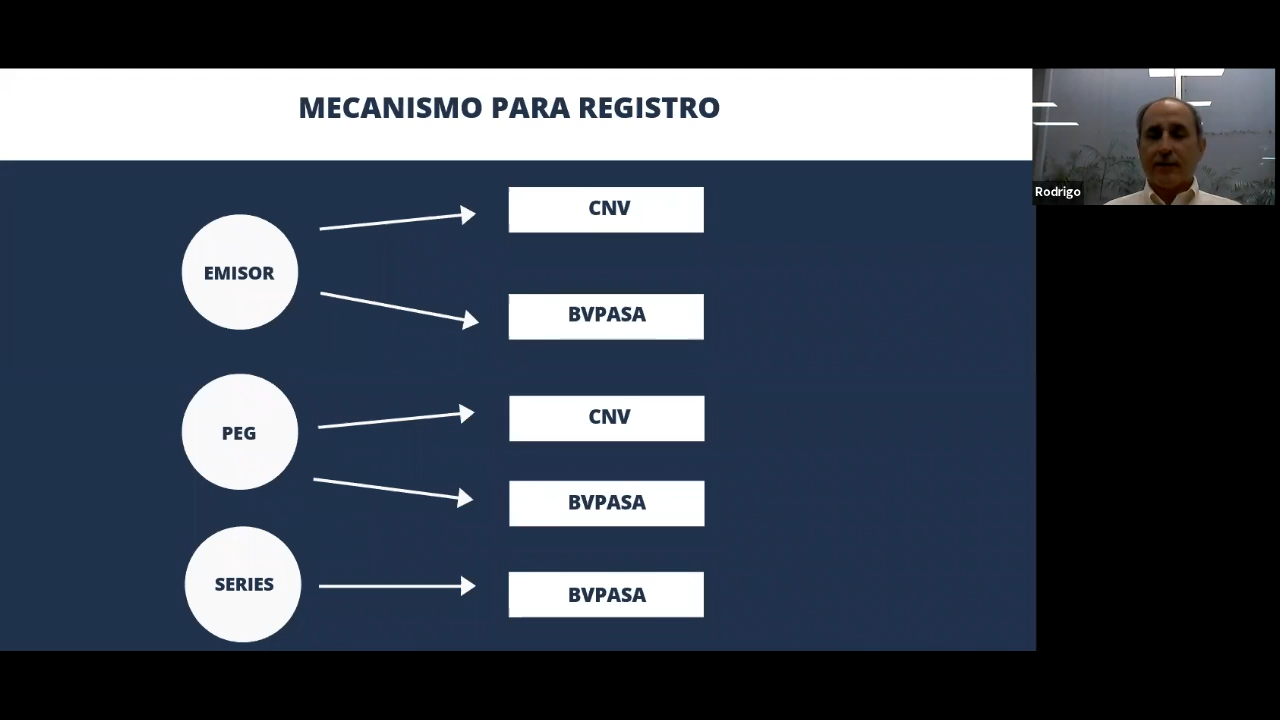 MECANISMO PARA REGISTRO
Rodrigo
EMISOR
CNV
BVPASA
PEG
CNV
BVPASA
SERIES
BVPASA